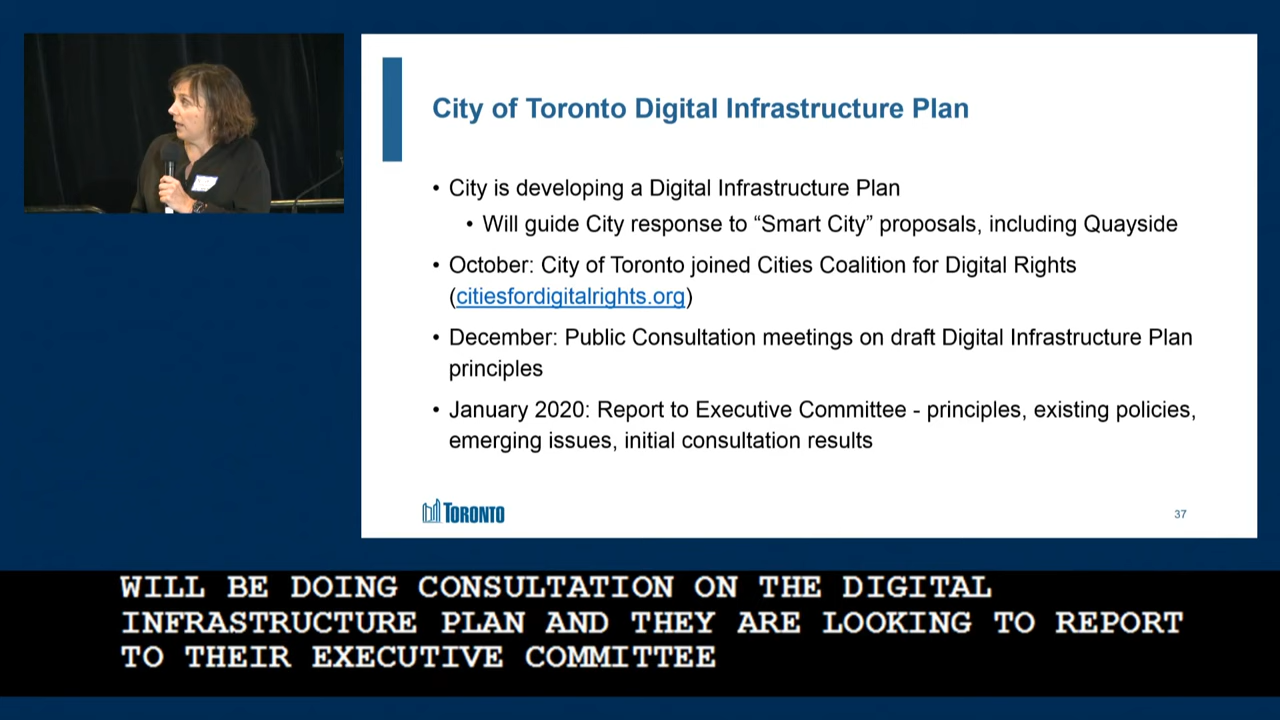 City of Toronto Digital Infrastructure Plan
• City is developing a Digital Infrastructure Plan
• Will guide City response to “Smart City” proposals, including Quayside
• October: City of Toronto joined Cities Coalition for Digital Rights
(citiesfordigitalrights.org)
• December: Public Consultation meetings on draft Digital Infrastructure Plan
principles
• January 2020: Report to Executive Committee - principles, existing policies,
emerging issues, initial consultation results
TORONTO
37
WILL BE DOING CONSULTATION ON THE DIGITAL
INFRASTRUCTURE PLAN AND THEY ARE LOOKING TO REPORT
TO THEIR EXECUTIVE COMMITTEE